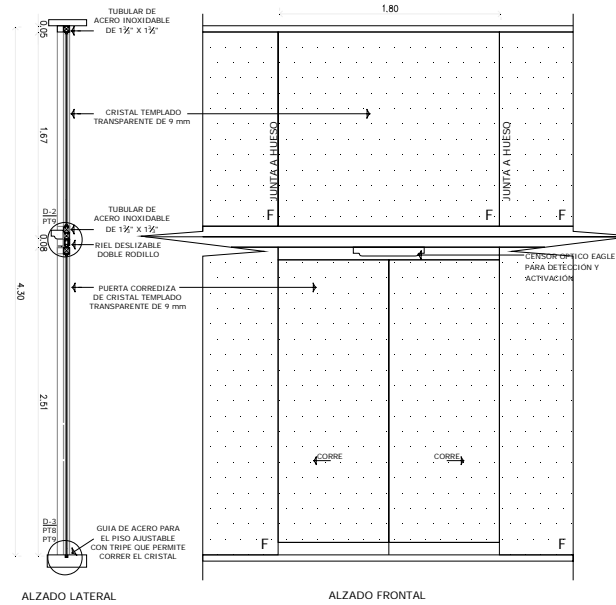 TUBULAR DE
ACERO INOXIDABLE
DE 1½" X 1½"
1.80
0.05
CRISTAL TEMPLADO
TRANSPARENTE DE 9 mm
1.67
JUNTA A HUESO
JUNTA A HUESO
F
F
F
D-2
PT9
TUBULAR DE
ACERO INOXIDABLE
DE 1½" X 1½"
RIEL DESLIZABLE
DOBLE RODILLO
0.08
CENSOR OPTICO EAGLE
PARA DETECCIÓN Y
ACTIVACIÓN
4.30
PUERTA CORREDIZA
DE CRISTAL TEMPLADO
TRANSPARENTE DE 9 mm
2.51
CORRE
CORRE
D-3
PT8
PT9
GUIA DE ACERO PARA
EL PISO AJUSTABLE
CON TRIPE QUE PERMITE
CORRER EL CRISTAL
F
F
ALZADO LATERAL
ALZADO FRONTAL